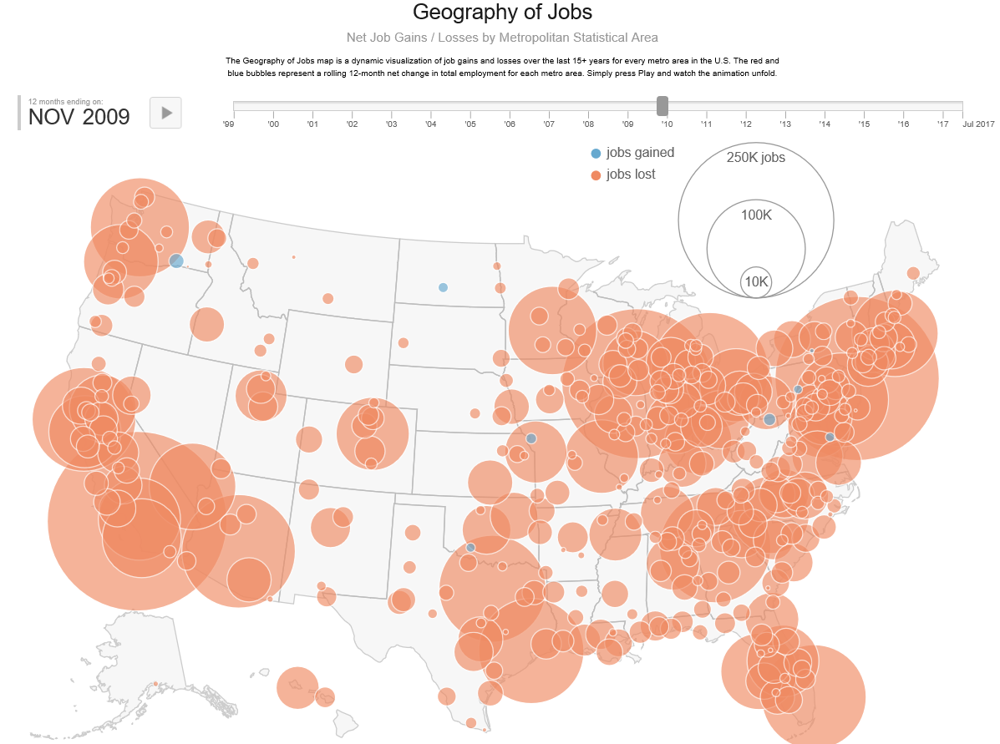 Geography of Jobs
Net Job Gains / Losses by Metropolitan Statistical Area
The Geography of Jobs map is a dynamic visualization of job gains and losses over the last 15+ years for every metro area in the U.S. The red and
blue bubbles represent a rolling 12-month net change in total employment for each metro area. Simply press Play and watch the animation unfold.
12 months ending on:
NOV 2009
'99 '00 '01 '02 '03 '04 '05 '06 '07 '08 '09 '10 '11 '12 '13 '14 '15 '16 '17 Jul 2017
jobs gained
jobs lost
250K jobs
100K
10K